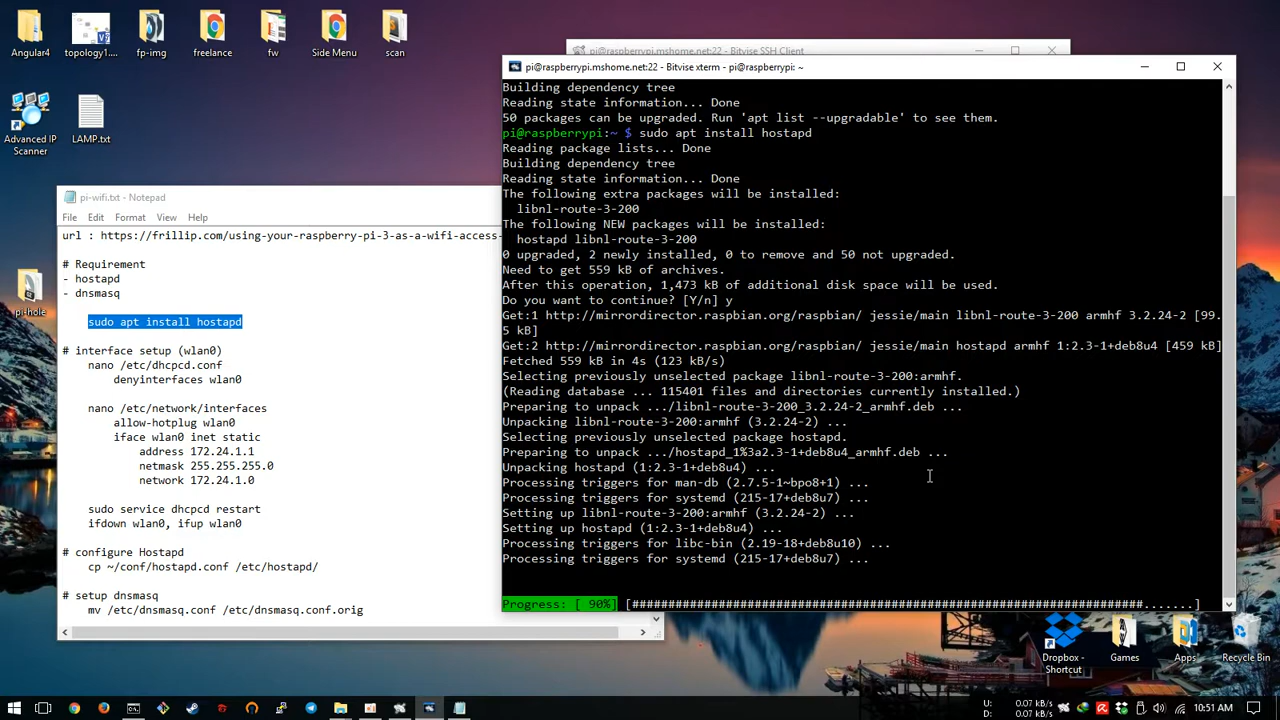 Angular4
topology1....
fp-img
freelance
fw
Side Menu
scan
Advanced IP
Scanner
LAMP.txt
pi-hole
pi@raspberrypi.mshome.net:22 - Bitvise SSH Client
pi-wifi.txt - Notepad
File Edit Format View Help
url : https://frillip.com/using-your-raspberry-pi-3-as-a-wifi-access-
# Requirement
- hostapd
- dnsmasq
sudo apt install hostapd
# interface setup (wlan0)
nano /etc/dhcpcd.conf
denyinterfaces wlan0
nano /etc/network/interfaces
allow-hotplug wlan0
iface wlan0 inet static
address 172.24.1.1
netmask 255.255.255.0
network 172.24.1.0
sudo service dhcpcd restart
ifdown wlan0, ifup wlan0
# configure Hostapd
cp ~/conf/hostapd.conf /etc/hostapd/
# setup dnsmasq
mv /etc/dnsmasq.conf /etc/dnsmasq.conf.orig
pi@raspberrypi.mshome.net:22 - Bitvise xterm - pi@raspberrypi: ~
Building dependency tree
Reading state information... Done
50 packages can be upgraded. Run 'apt list --upgradable' to see them.
pi@raspberrypi:~ $ sudo apt install hostapd
Reading package lists... Done
Building dependency tree
Reading state information... Done
The following extra packages will be installed:
libnl-route-3-200
The following NEW packages will be installed:
hostapd libnl-route-3-200
0 upgraded, 2 newly installed, 0 to remove and 50 not upgraded.
Need to get 559 kB of archives.
After this operation, 1,473 kB of additional disk space will be used.
Do you want to continue? [Y/n] y
Get:1 http://mirrordirector.raspbian.org/raspbian/ jessie/main libnl-route-3-200 armhf 3.2.24-2 [99.
5 kB]
Get:2 http://mirrordirector.raspbian.org/raspbian/ jessie/main hostapd armhf 1:2.3-1+deb8u4 [459 kB]
Fetched 559 kB in 4s (123 kB/s)
Selecting previously unselected package libnl-route-3-200:armhf.
(Reading database ... 115401 files and directories currently installed.)
Preparing to unpack .../libnl-route-3-200_3.2.24-2_armhf.deb ...
Unpacking libnl-route-3-200:armhf (3.2.24-2) ...
Selecting previously unselected package hostapd.
Preparing to unpack .../hostapd_1%3a2.3-1+deb8u4_armhf.deb ...
Unpacking hostapd (1:2.3-1+deb8u4) ...
Processing triggers for man-db (2.7.5-1~bpo8+1) ...
Processing triggers for systemd (215-17+deb8u7) ...
Setting up libnl-route-3-200:armhf (3.2.24-2) ...
Setting up hostapd (1:2.3-1+deb8u4) ...
Processing triggers for libc-bin (2.19-18+deb8u10) ...
Processing triggers for systemd (215-17+deb8u7) ...
Progress: [ 90%] [#######################################################################.......]
Dropbox -
Shortcut
Games
Apps
Recycle Bin
U: 0.07 kB/s
D: 0.07 kB/s
10:51 AM